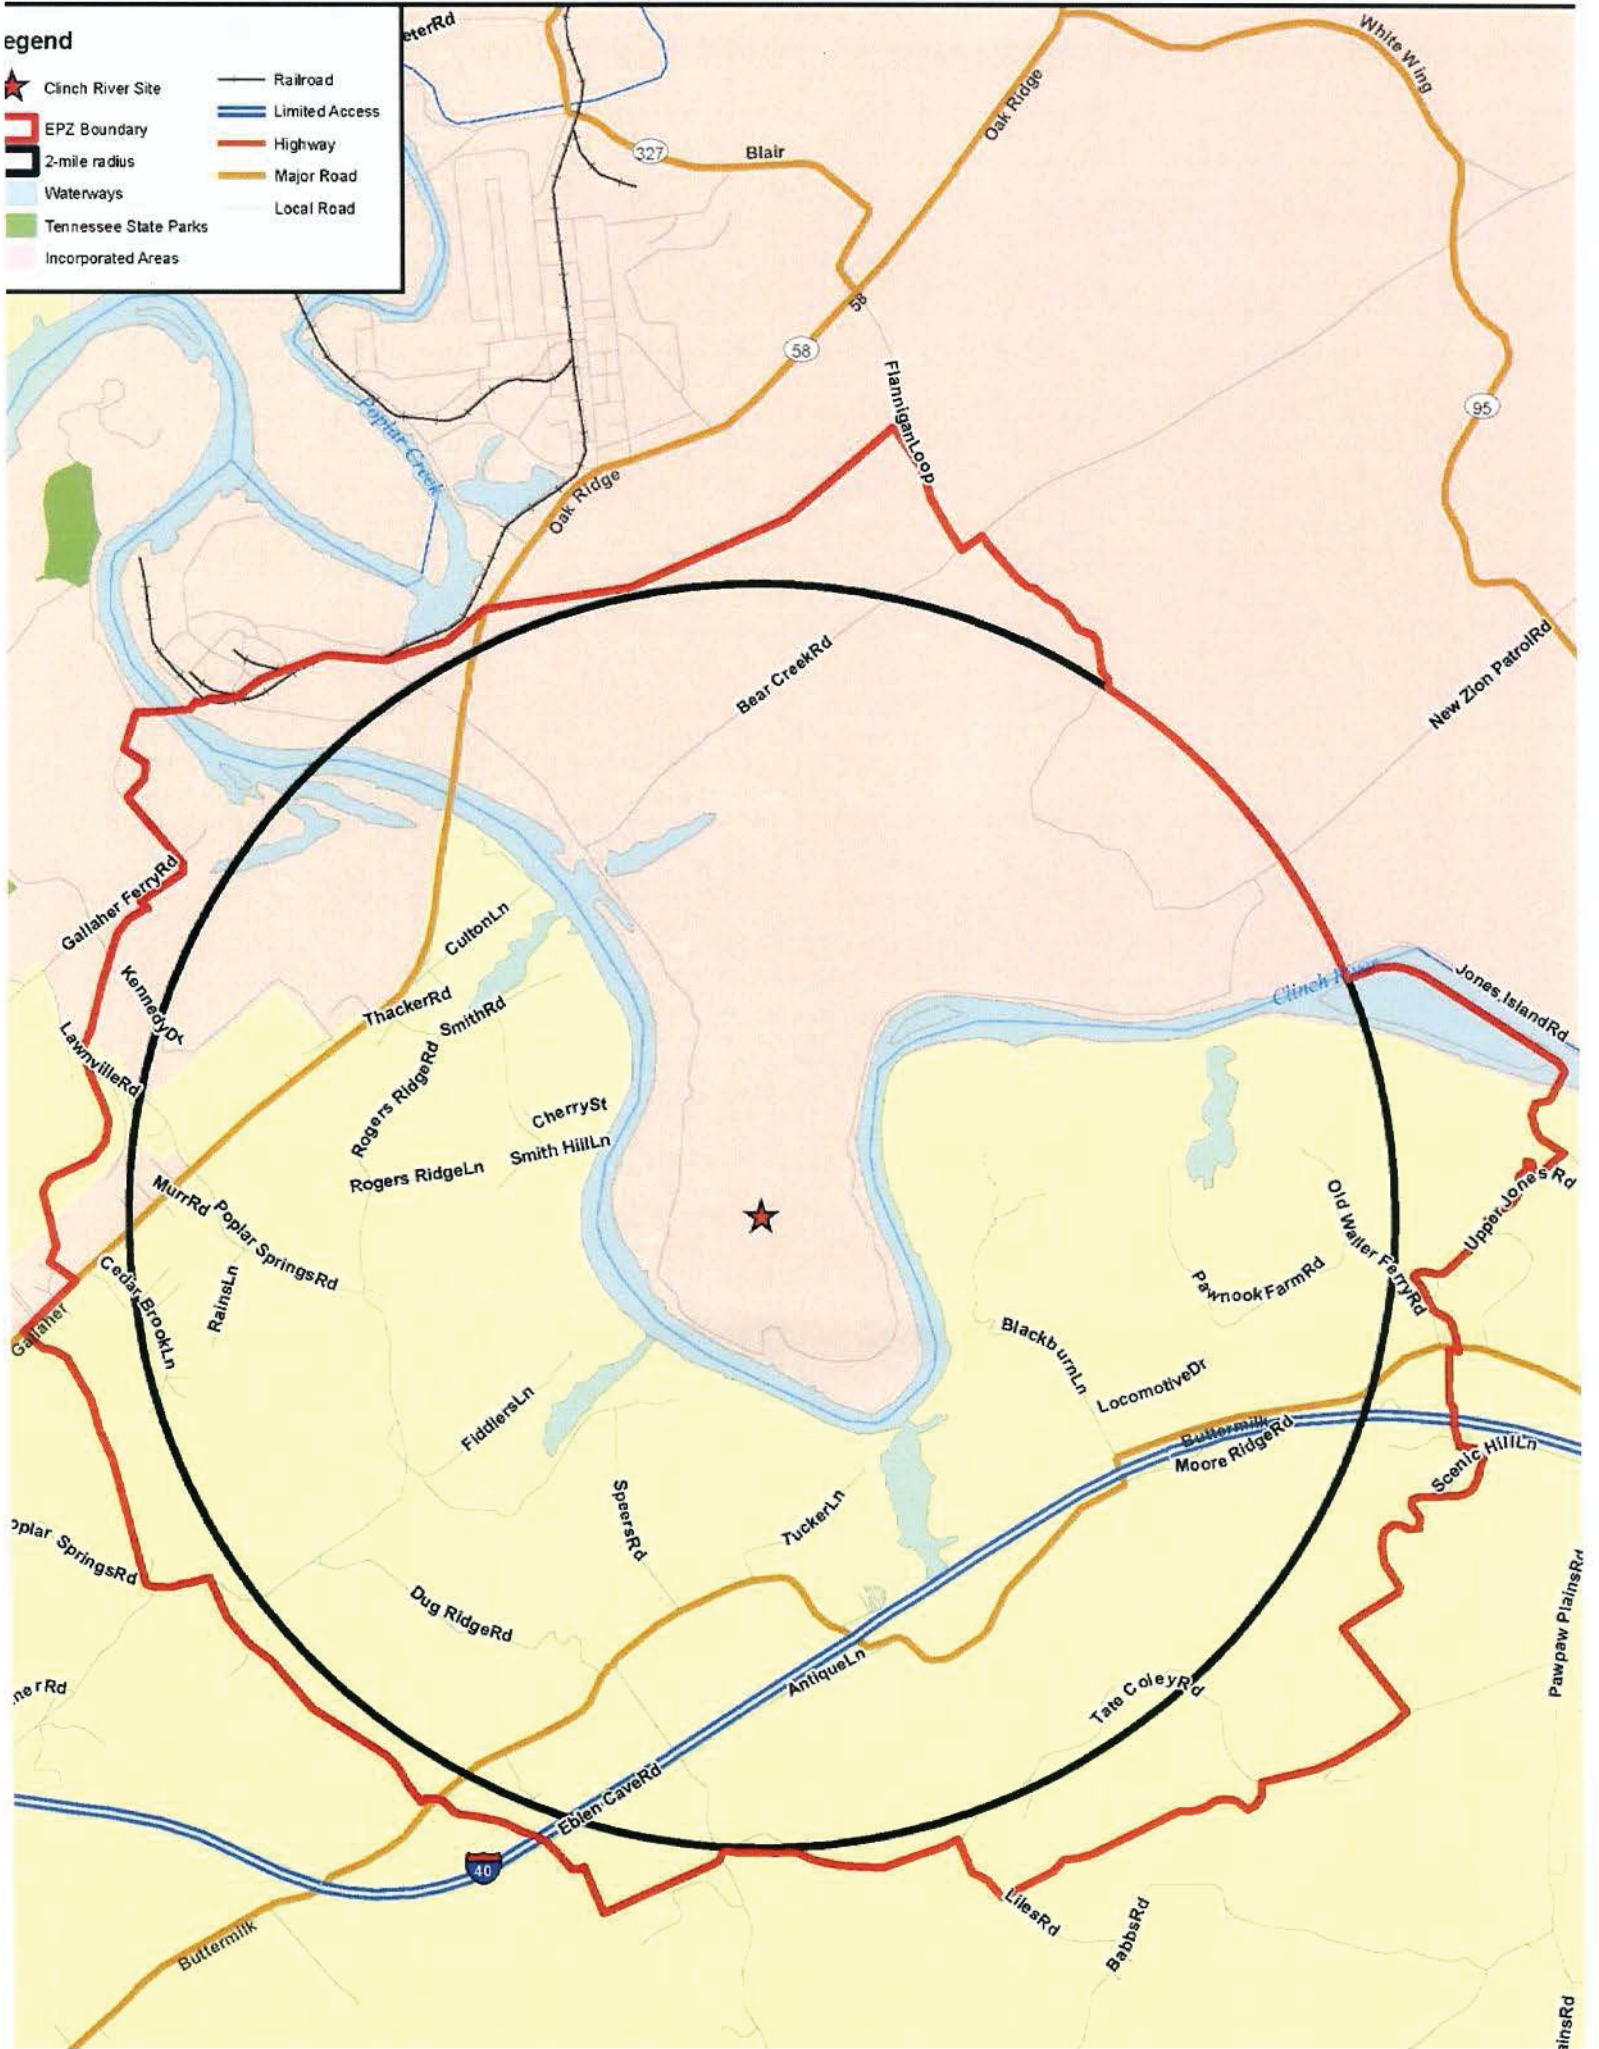 egend
Clinch River Site
EPZ Boundary
2-mile radius
Waterways
Tennessee State Parks
Incorporated Areas
Railroad
Limited Access
Highway
Major Road
Local Road
eterRd
White Wing
Oak Ridge
327
Blair
58
58
FlanniganLoop
95
Poplar Creek
Oak Ridge
Bear CreekRd
New Zion PatrolRd
Gallaher FerryRd
CultonLn
KennedyDr
ThackerRd
SmithRd
Clinch River
Jones IslandRd
LawnvilleRd
Rogers RidgeRd
CherrySt
Smith HillLn
Rogers RidgeLn
MurrRd
Poplar SpringsRd
Upper Jones Rd
Old Waller FerryRd
Cedar BrookLn
RainsLn
PawnookFarmRd
Gallaher
BlackburnLn
LocomotiveDr
FiddlersLn
Buttermilk
Moore RidgeRd
Scenic HillLn
SpeersRd
TuckerLn
oplar SpringsRd
Dug RidgeRd
Pawpaw PlainsRd
AntiqueLn
Tate ColeyRd
nerRd
Eblen CaveRd
40
LilesRd
BabbsRd
Buttermilk
ainsRd